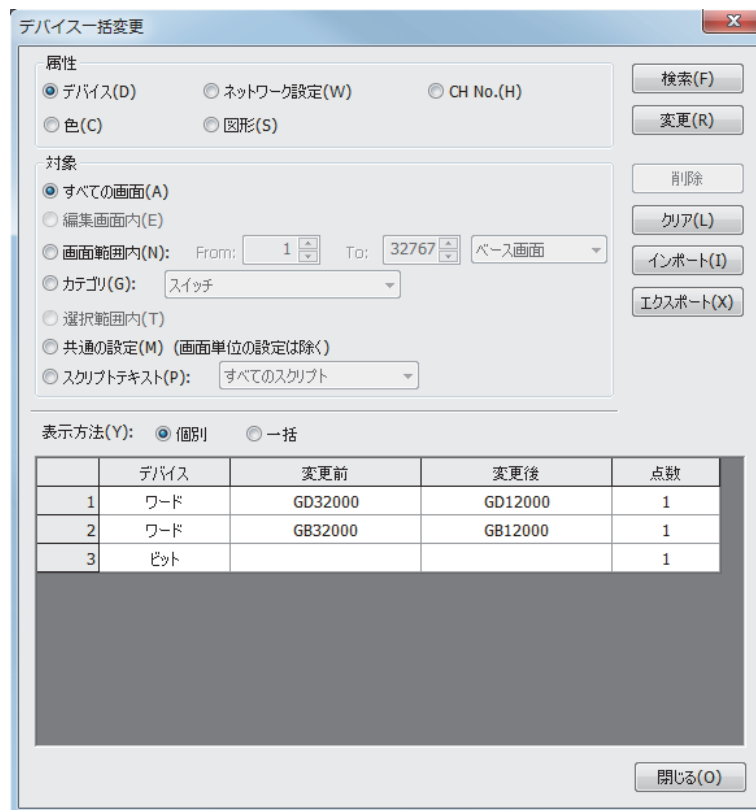 デバイス一括変更
属性
デバイス(D) ネットワーク設定(W) CH No.(H)
色(C) 図形(S)
検索(F)
変更(R)
対象
すべての画面(A)
編集画面内(E)
画面範囲内(N): From: 1 To: 32767 ベース画面
カテゴリ(G): スイッチ
選択範囲内(T)
共通の設定(M) (画面単位の設定は除く)
スクリプトテキスト(P): すべてのスクリプト
削除
クリア(L)
インポート(I)
エクスポート(X)
表示方法(Y): 個別 一括
デバイス 変更前 変更後 点数
1 ワード GD32000 GD12000 1
2 ワード GB32000 GB12000 1
3 ビット 1
閉じる(O)